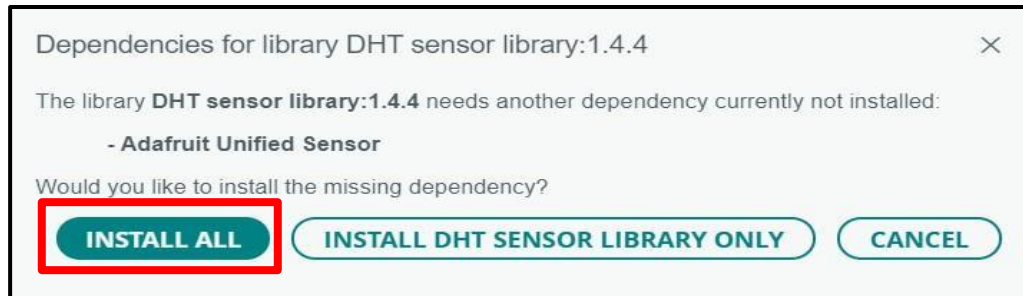 Dependencies for library DHT sensor library:1.4.4
The library DHT sensor library:1.4.4 needs another dependency currently not installed:
- Adafruit Unified Sensor
Would you like to install the missing dependency?
INSTALL ALL INSTALL DHT SENSOR LIBRARY ONLY CANCEL